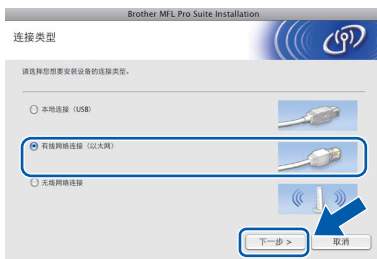 Brother MFL Pro Suite Installation
连接类型
请选择您想要安装设备的连接类型。
本地连接（USB）
有线网络连接（以太网）
无线网络连接
下一步 >
取消